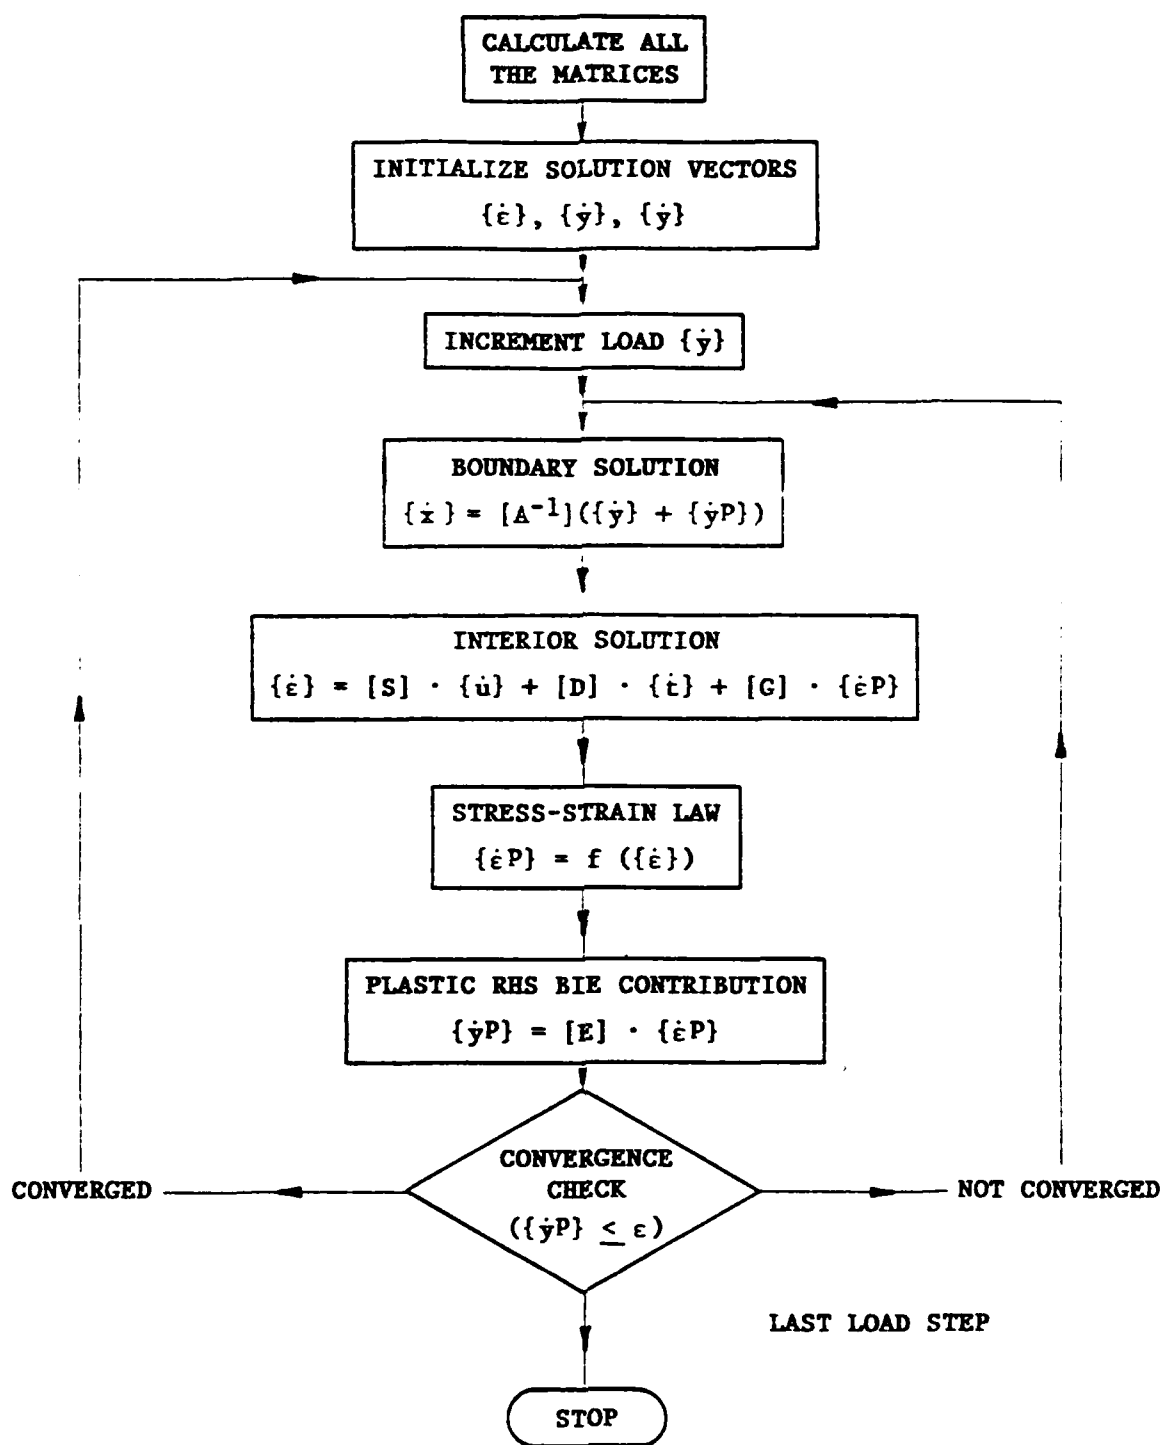 CALCULATE ALL
THE MATRICES
INITIALIZE SOLUTION VECTORS
{ε̇}, {ẏ}, {ẏ}
INCREMENT LOAD {ẏ}
BOUNDARY SOLUTION
{ẋ} = [A⁻¹]({ẏ} + {ẏP})
INTERIOR SOLUTION
{ε̇} = [S] · {u̇} + [D] · {ṫ} + [G] · {ε̇P}
STRESS-STRAIN LAW
{ε̇P} = f ({ε̇})
PLASTIC RHS BIE CONTRIBUTION
{ẏP} = [E] · {ε̇P}
CONVERGENCE
CHECK
({ẏP} ≤ ε)
CONVERGED
NOT CONVERGED
LAST LOAD STEP
STOP